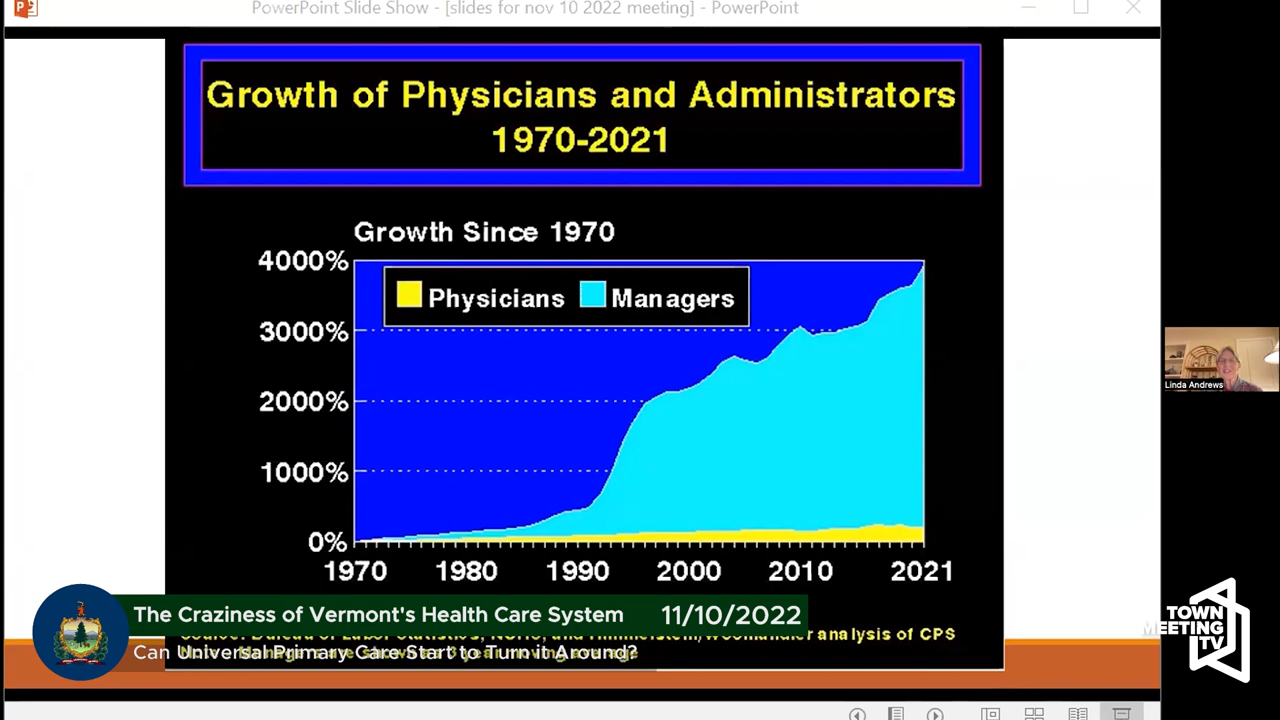 PowerPoint Slide Show - [slides for nov 10 2022 meeting] - PowerPoint
Growth of Physicians and Administrators
1970-2021
Growth Since 1970
4000%
Physicians Managers
3000%
2000%
1000%
0%
1970 1980 1990 2000 2010 2021
Linda Andrews
The Craziness of Vermont's Health Care System 11/10/2022
analysis of CPS
Can Universal Primary Care Start to Turn it Around?
TOWN
MEETING
TV